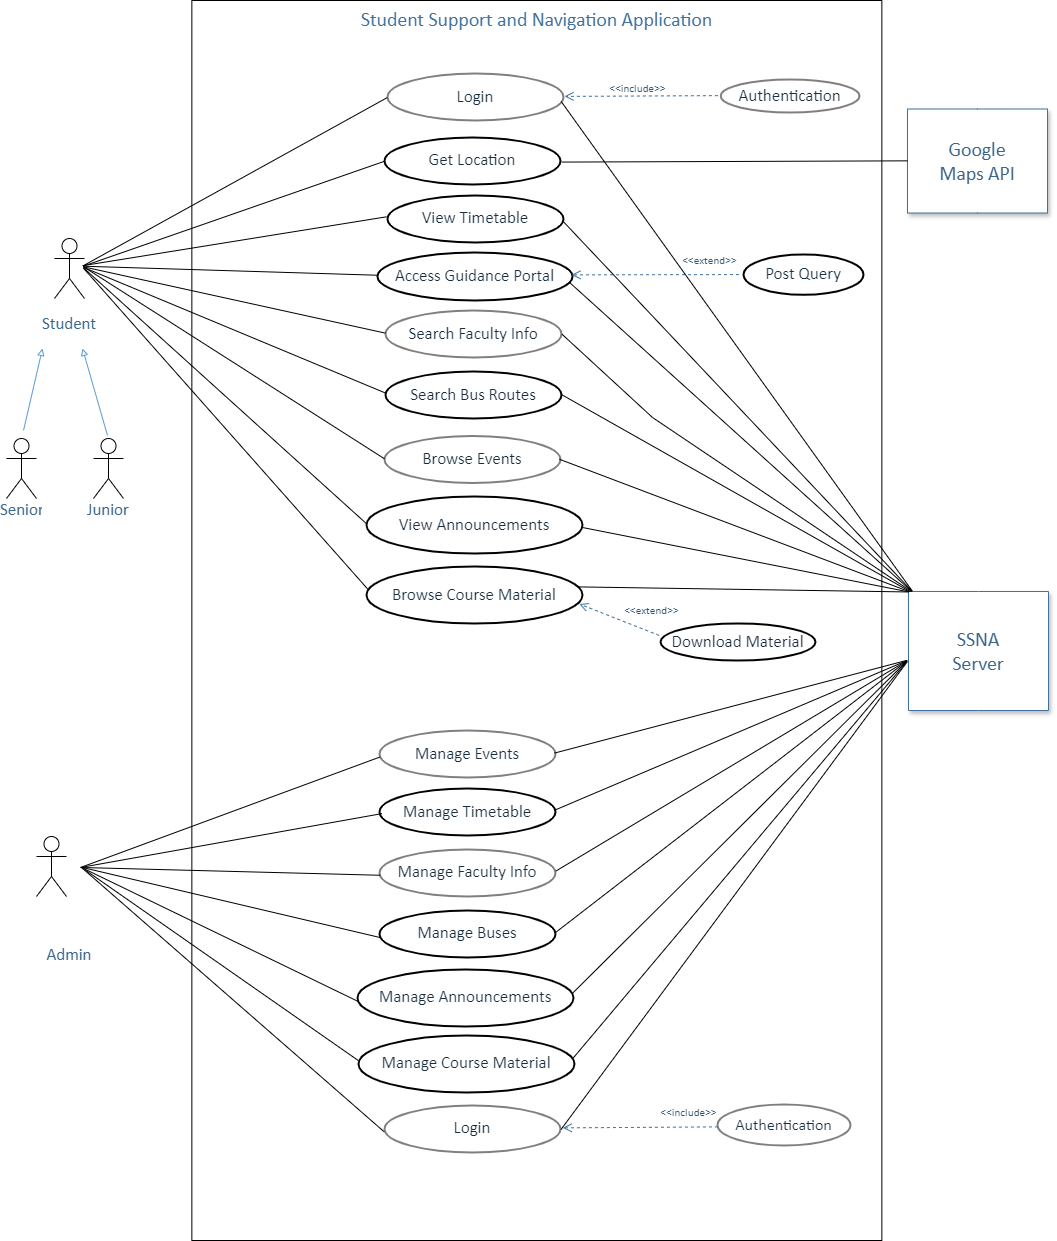 Student Support and Navigation Application
Login
<<include>>
Authentication
Get Location
Google
Maps API
View Timetable
Access Guidance Portal
<<extend>>
Post Query
Student
Search Faculty Info
Search Bus Routes
Browse Events
Senior
Junior
View Announcements
Browse Course Material
<<extend>>
Download Material
SSNA
Server
Manage Events
Manage Timetable
Manage Faculty Info
Manage Buses
Admin
Manage Announcements
Manage Course Material
Login
<<include>>
Authentication